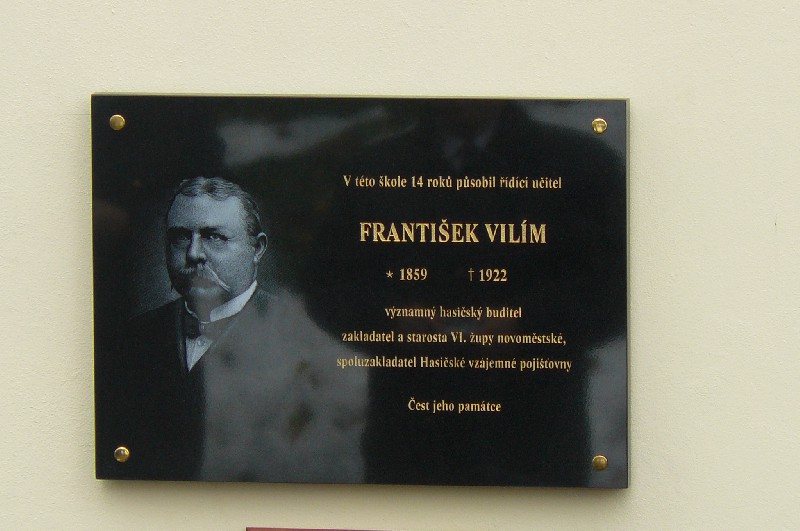 V této škole 14 roků působil řídící učitel
FRANTIŠEK VILÍM
* 1859 † 1922
významný hasičský buditel
zakladatel a starosta VI. župy novoměstské,
spoluzakladatel Hasičské vzájemné pojišťovny
Čest jeho památce